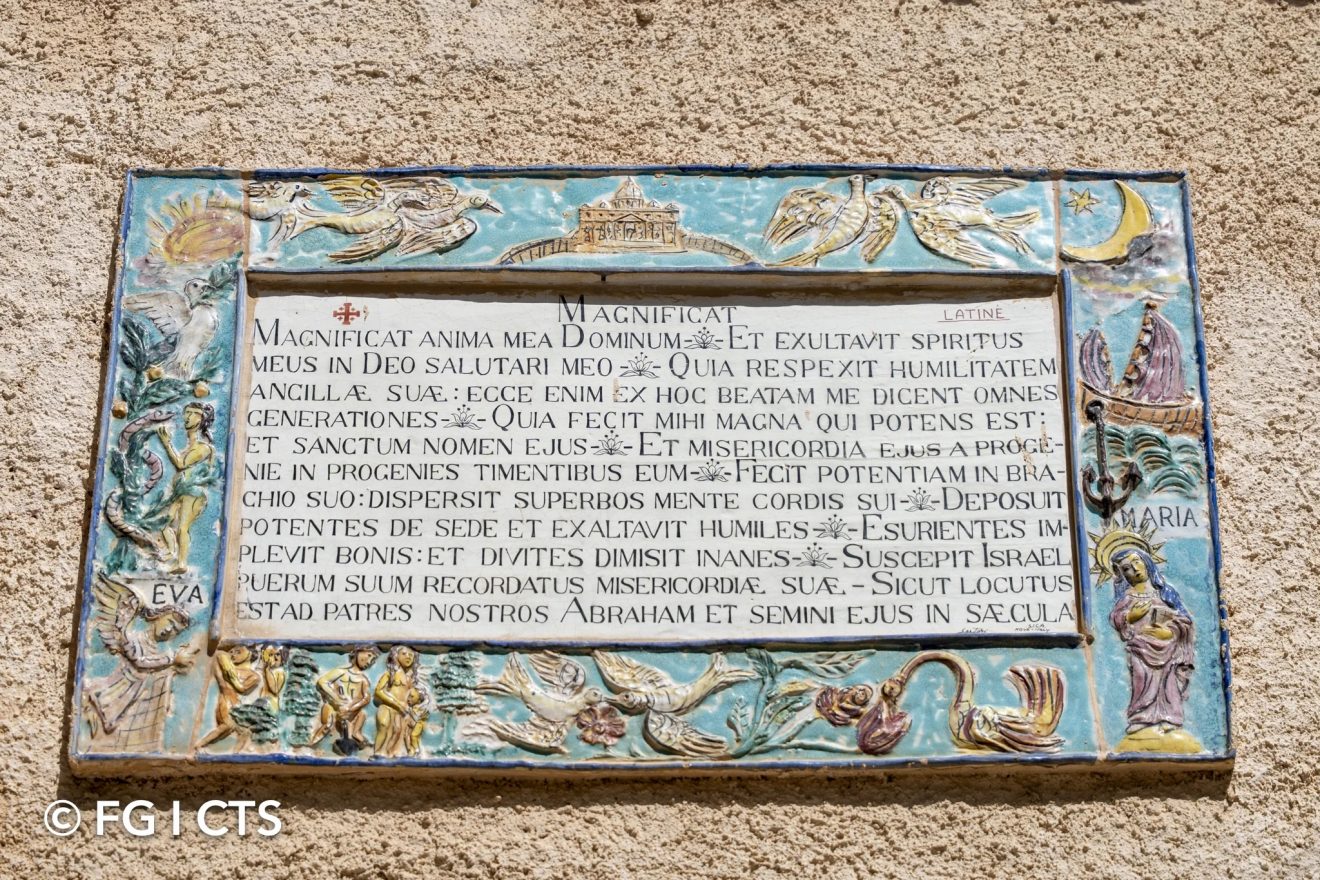 MAGNIFICAT
LATINE
MAGNIFICAT ANIMA MEA DOMINUM - ET EXULTAVIT SPIRITUS
MEUS IN DEO SALUTARI MEO - QUIA RESPEXIT HUMILITATEM
ANCILLÆ SUÆ : ECCE ENIM EX HOC BEATAM ME DICENT OMNES
GENERATIONES - QUIA FECIT MIHI MAGNA QUI POTENS EST :
ET SANCTUM NOMEN EJUS - ET MISERICORDIA EJUS A PROGE-
NIE IN PROGENIES TIMENTIBUS EUM - FECIT POTENTIAM IN BRA-
CHIO SUO : DISPERSIT SUPERBOS MENTE CORDIS SUI - DEPOSUIT
POTENTES DE SEDE ET EXALTAVIT HUMILES - ESURIENTES IM-
PLEVIT BONIS : ET DIVITES DIMISIT INANES - SUSCEPIT ISRAEL
PUERUM SUUM RECORDATUS MISERICORDIÆ SUÆ - SICUT LOCUTUS
EST AD PATRES NOSTROS ABRAHAM ET SEMINI EJUS IN SÆCULA
EVA
MARIA
© FG | CTS